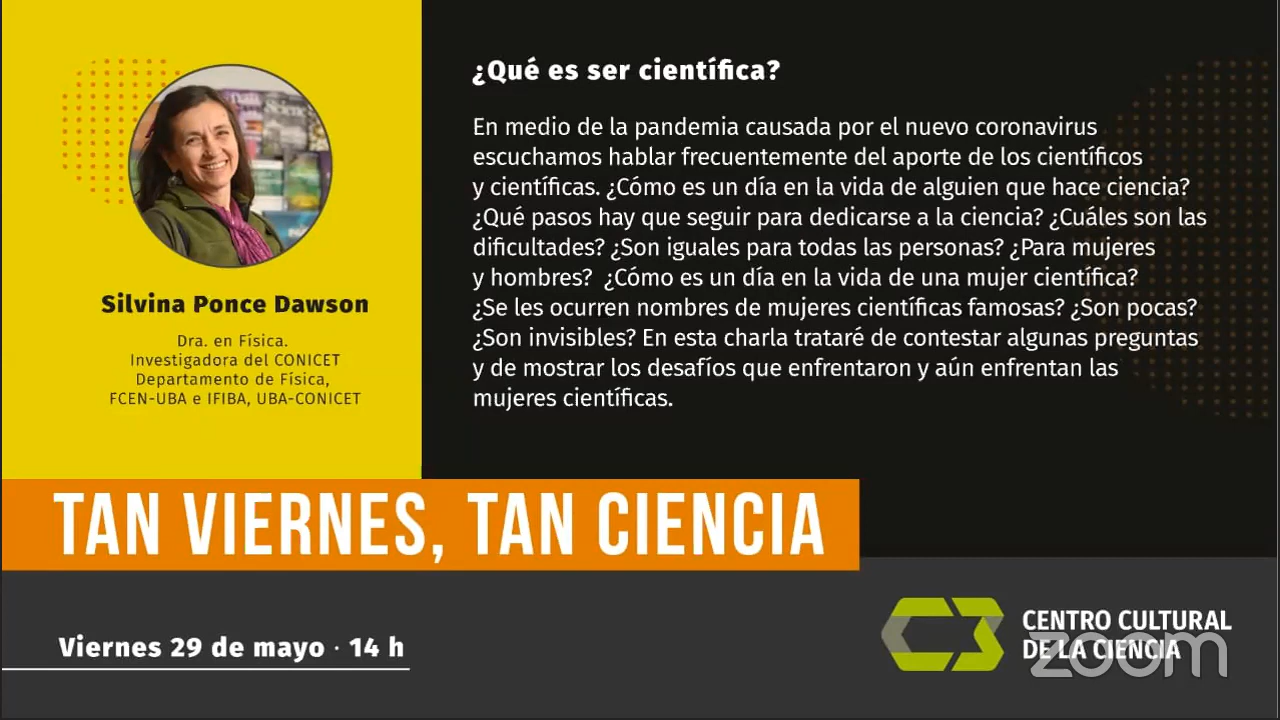 Silvina Ponce Dawson
Dra. en Física.
Investigadora del CONICET
Departamento de Física,
FCEN-UBA e IFIBA, UBA-CONICET
¿Qué es ser científica?
En medio de la pandemia causada por el nuevo coronavirus
escuchamos hablar frecuentemente del aporte de los científicos
y científicas. ¿Cómo es un día en la vida de alguien que hace ciencia?
¿Qué pasos hay que seguir para dedicarse a la ciencia? ¿Cuáles son las
dificultades? ¿Son iguales para todas las personas? ¿Para mujeres
y hombres?  ¿Cómo es un día en la vida de una mujer científica?
¿Se les ocurren nombres de mujeres científicas famosas? ¿Son pocas?
¿Son invisibles? En esta charla trataré de contestar algunas preguntas
y de mostrar los desafíos que enfrentaron y aún enfrentan las
mujeres científicas.
TAN VIERNES, TAN CIENCIA
Viernes 29 de mayo · 14 h
CENTRO CULTURAL
DE LA CIENCIA
zoom